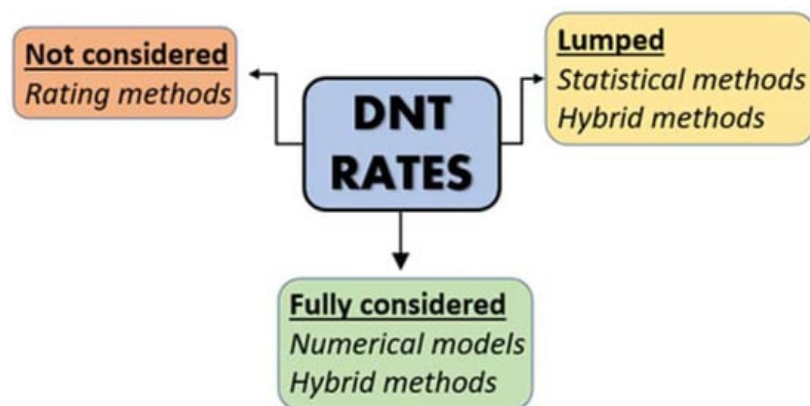 Not considered
Rating methods
DNT
RATES
Lumped
Statistical methods
Hybrid methods
Fully considered
Numerical models
Hybrid methods